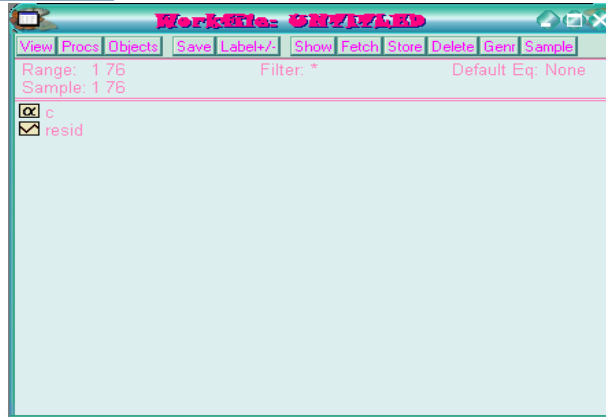 Workfile: UNTITLED
View Procs Objects Save Label+/- Show Fetch Store Delete Genr Sample
Range: 1 76 Filter: * Default Eq: None
Sample: 1 76
c
resid